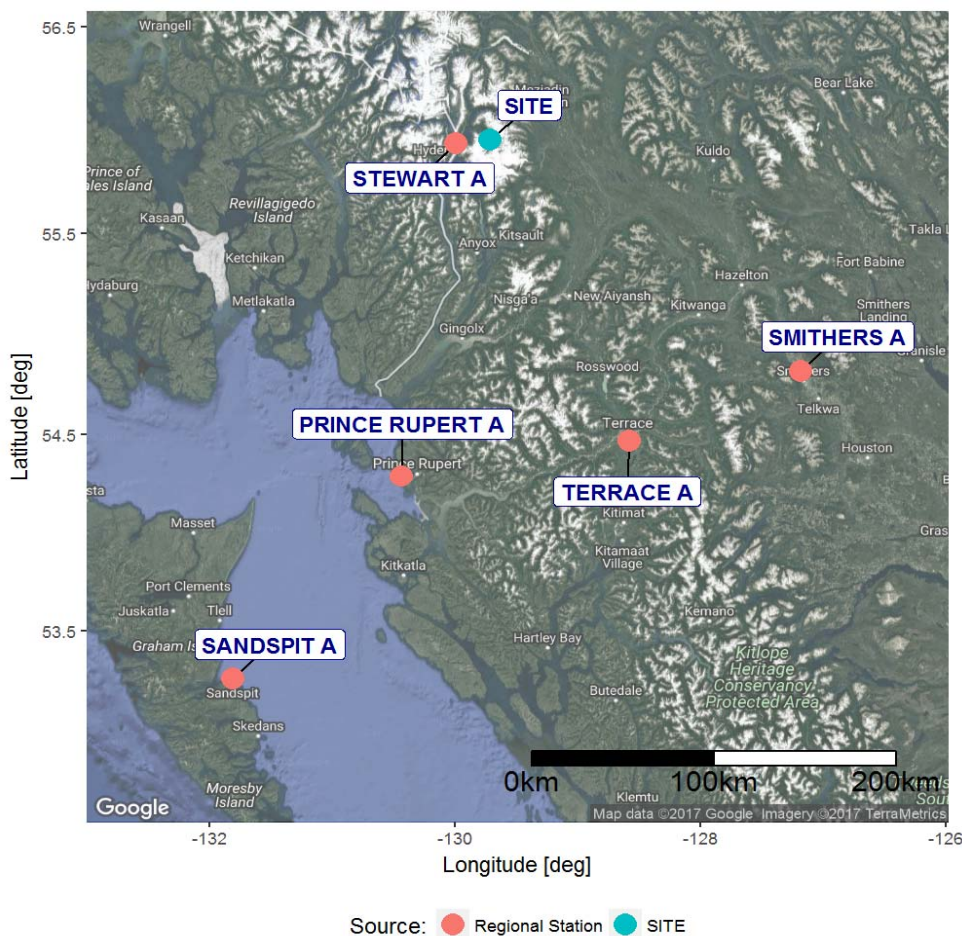 56.5
Wrangell
Bear Lake
SITE
Hyder
Kuldo
STEWART A
Prince of
ales Island
Revillagigedo
Island
Kasaan
Takla L
55.5
Kitsault
Anyox
Ketchikan
Fort Babine
Hazelton
Hydaburg
Metlakatla
Nisga'a
New Aiyansh
Kitwanga
Smithers
Landing
Gingolx
SMITHERS A
Granisle
Rosswood
Smithers
Telkwa
Latitude [deg]
PRINCE RUPERT A
54.5
Terrace
Houston
Prince Rupert
TERRACE A
Kitimat
Masset
Gras
Kitamaat
Village
Kitkatla
Port Clements
Juskatla
Tlell
Kemano
53.5
Graham Is
SANDSPIT A
Hartley Bay
Kitlope
Heritage
Conservancy
Protected Area
Sandspit
Butedale
Skedans
0km
100km
200km
Moresby
Island
Klemtu
Google
Map data ©2017 Google Imagery ©2017 TerraMetrics
-132
-130
-128
-126
Longitude [deg]
Source:
Regional Station
SITE